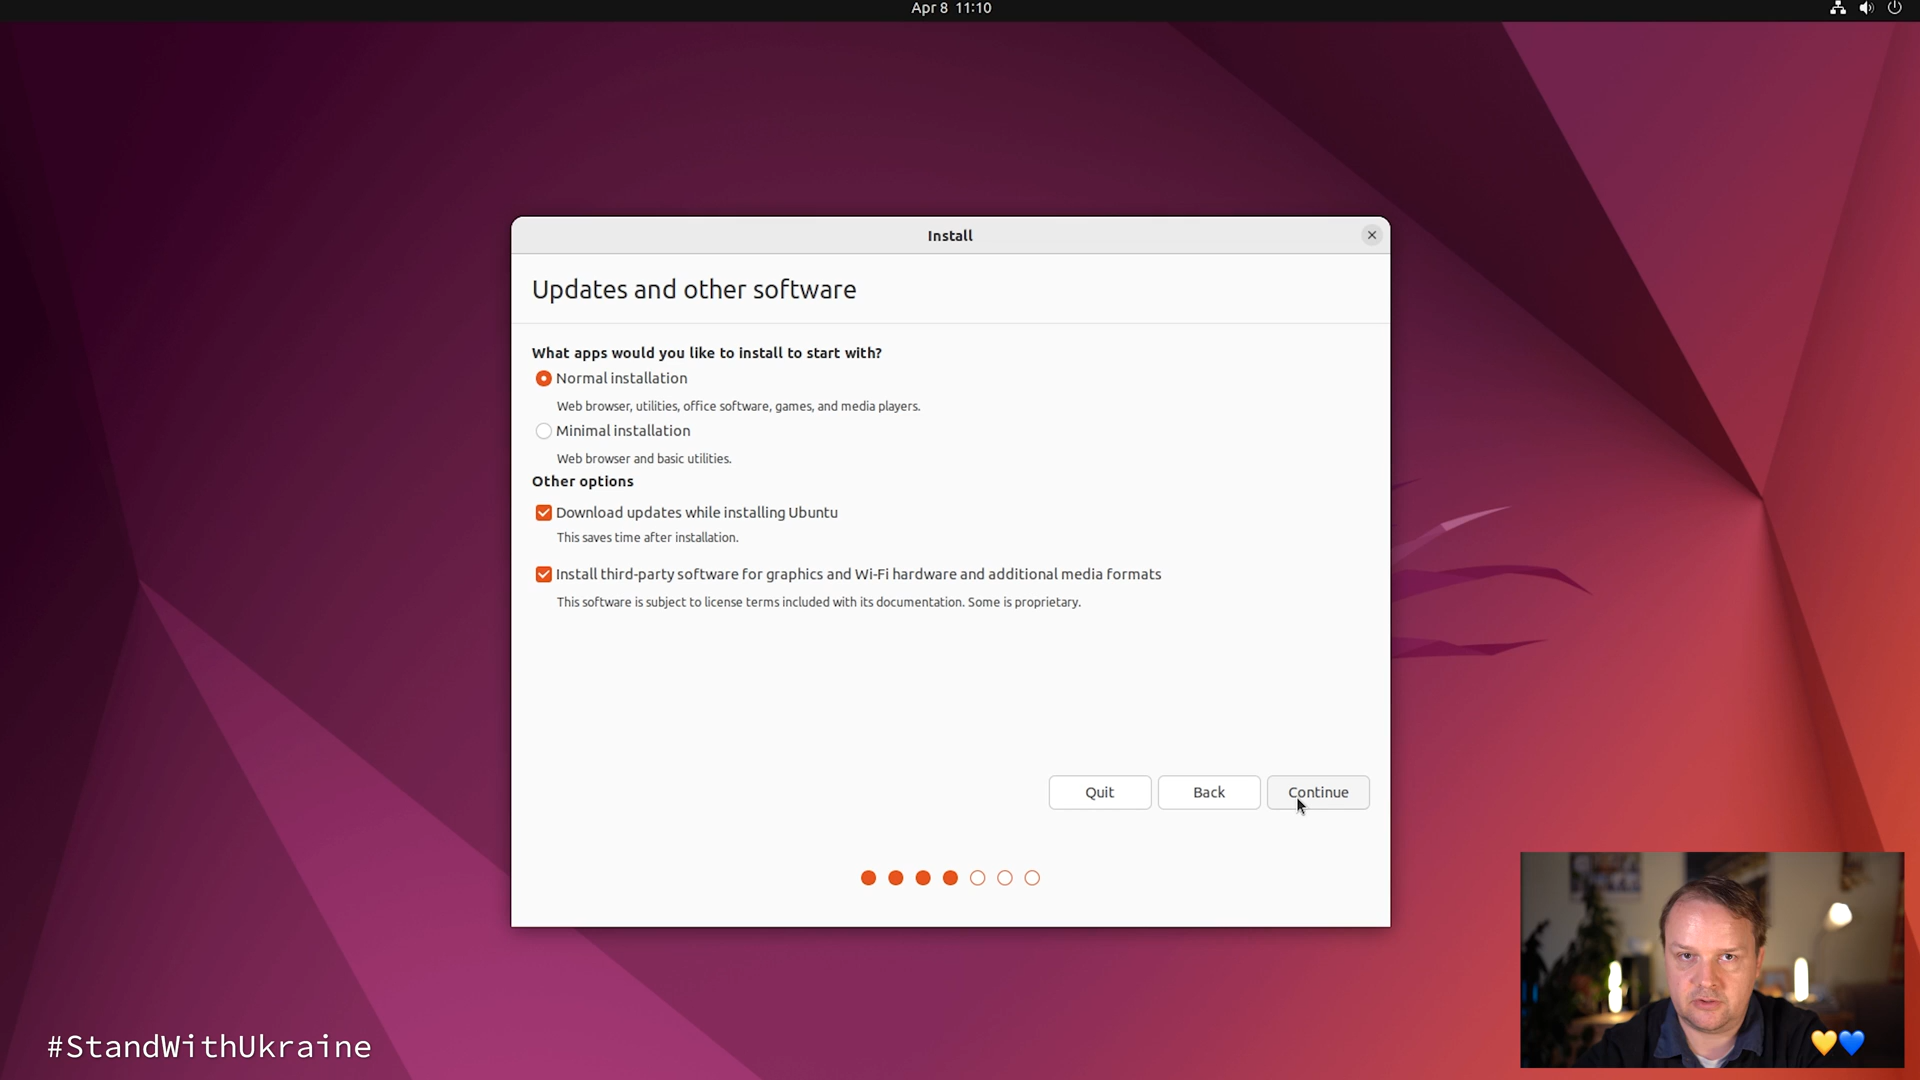 Apr 8 11:10
Install
Updates and other software
What apps would you like to install to start with?
Normal installation
Web browser, utilities, office software, games, and media players.
Minimal installation
Web browser and basic utilities.
Other options
Download updates while installing Ubuntu
This saves time after installation.
Install third-party software for graphics and Wi-Fi hardware and additional media formats
This software is subject to license terms included with its documentation. Some is proprietary.
Quit Back Continue
#StandWithUkraine